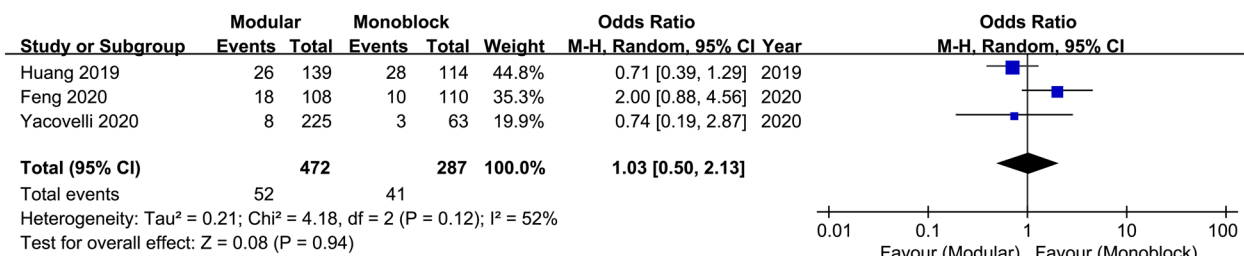 Modular Monoblock Odds Ratio Odds Ratio
Study or Subgroup Events Total Events Total Weight M-H, Random, 95% CI Year M-H, Random, 95% CI
Huang 2019 26 139 28 114 44.8% 0.71 [0.39, 1.29] 2019
Feng 2020 18 108 10 110 35.3% 2.00 [0.88, 4.56] 2020
Yacovelli 2020 8 225 3 63 19.9% 0.74 [0.19, 2.87] 2020
Total (95% CI) 472 287 100.0% 1.03 [0.50, 2.13]
Total events 52 41
Heterogeneity: Tau² = 0.21; Chi² = 4.18, df = 2 (P = 0.12); I² = 52%
Test for overall effect: Z = 0.08 (P = 0.94)
0.01 0.1 1 10 100
Favour (Modular) Favour (Monoblock)